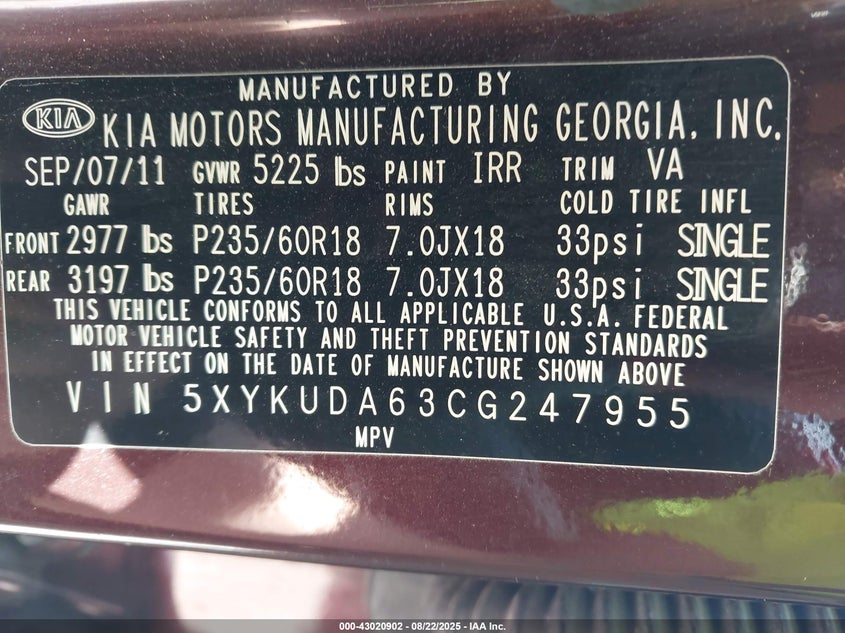 MANUFACTURED BY
KIA KIA MOTORS MANUFACTURING GEORGIA, INC.
SEP/07/11 GVWR 5225 lbs PAINT IRR TRIM VA
GAWR TIRES RIMS COLD TIRE INFL
FRONT 2977 lbs P235/60R18 7.0JX18 33psi SINGLE
REAR 3197 lbs P235/60R18 7.0JX18 33psi SINGLE
THIS VEHICLE CONFORMS TO ALL APPLICABLE U.S.A. FEDERAL
MOTOR VEHICLE SAFETY AND THEFT PREVENTION STANDARDS
IN EFFECT ON THE DATE OF MANUFACTURE SHOWN ABOVE
VIN 5XYKUDA63CG247955
MPV
000-43020902 - 08/22/2025 - IAA Inc.